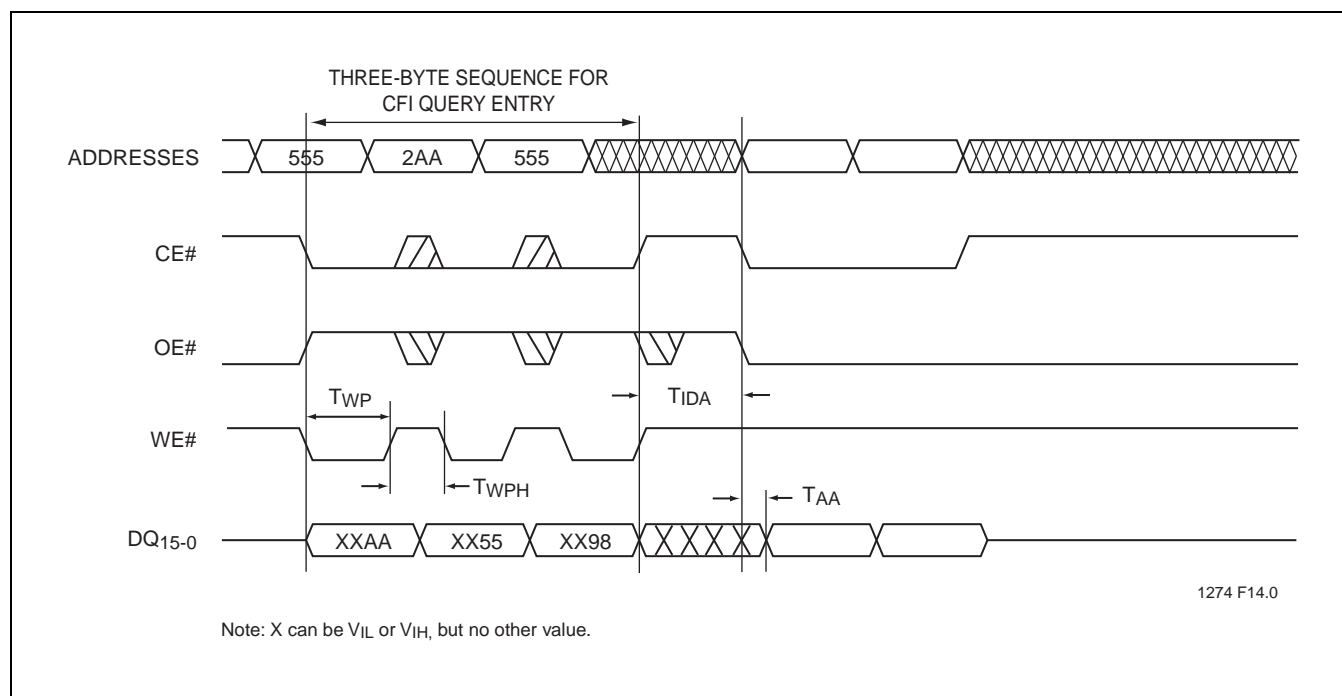 THREE-BYTE SEQUENCE FOR
CFI QUERY ENTRY
ADDRESSES
555
2AA
555
CE#
OE#
TWP
TIDA
WE#
TWPH
TAA
DQ15-0
XXAA
XX55
XX98
1274 F14.0
Note: X can be VIL or VIH, but no other value.